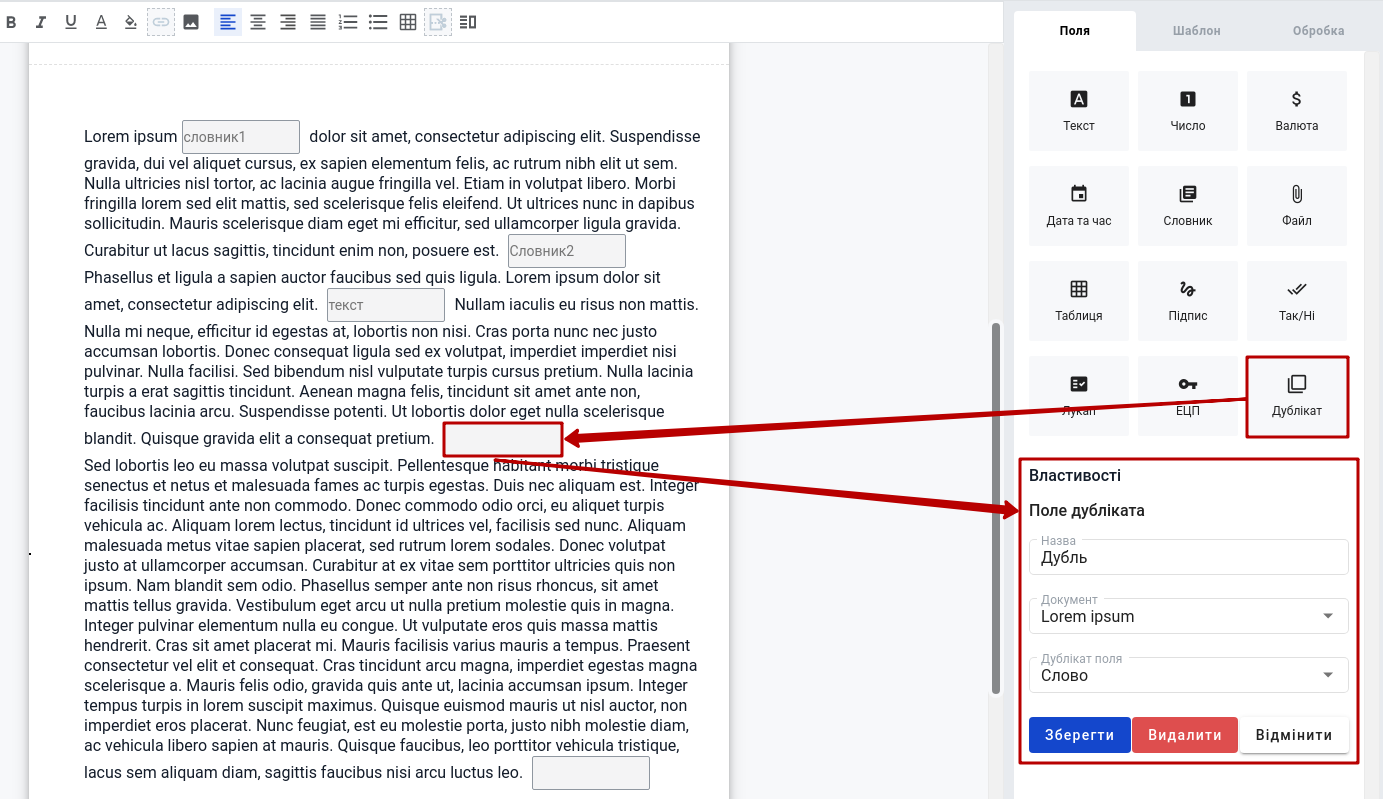 B I U A
Lorem ipsum словник1 dolor sit amet, consectetur adipiscing elit. Suspendisse
gravida, dui vel aliquet cursus, ex sapien elementum felis, ac rutrum nibh elit ut sem.
Nulla ultricies nisl tortor, ac lacinia augue fringilla vel. Etiam in volutpat libero. Morbi
fringilla lorem sed elit mattis, sed scelerisque felis eleifend. Ut ultrices nunc in dapibus
sollicitudin. Mauris scelerisque diam eget mi efficitur, sed ullamcorper ligula gravida.
Curabitur ut lacus sagittis, tincidunt enim non, posuere est. Словник2
Phasellus et ligula a sapien auctor faucibus sed quis ligula. Lorem ipsum dolor sit
amet, consectetur adipiscing elit. текст Nullam iaculis eu risus non mattis.
Nulla mi neque, efficitur id egestas at, lobortis non nisi. Cras porta nunc nec justo
accumsan lobortis. Donec consequat ligula sed ex volutpat, imperdiet imperdiet nisi
pulvinar. Nulla facilisi. Sed bibendum nisl vulputate turpis cursus pretium. Nulla lacinia
turpis a erat sagittis tincidunt. Aenean magna felis, tincidunt sit amet ante non,
faucibus lacinia arcu. Suspendisse potenti. Ut lobortis dolor eget nulla scelerisque
blandit. Quisque gravida elit a consequat pretium.
Sed lobortis leo eu massa volutpat suscipit. Pellentesque habitant morbi tristique
senectus et netus et malesuada fames ac turpis egestas. Duis nec aliquam est. Integer
facilisis tincidunt ante non commodo. Donec commodo odio orci, eu aliquet turpis
vehicula ac. Aliquam lorem lectus, tincidunt id ultrices vel, facilisis sed nunc. Aliquam
malesuada metus vitae sapien placerat, sed rutrum lorem sodales. Donec volutpat
justo at ullamcorper accumsan. Curabitur at ex vitae sem porttitor ultricies quis non
ipsum. Nam blandit sem odio. Phasellus semper ante non risus rhoncus, sit amet
mattis tellus gravida. Vestibulum eget arcu ut nulla pretium molestie quis in magna.
Integer pulvinar elementum nulla eu congue. Ut vulputate eros quis massa mattis
hendrerit. Cras sit amet placerat mi. Mauris facilisis varius mauris a tempus. Praesent
consectetur vel elit et consequat. Cras tincidunt arcu magna, imperdiet egestas magna
scelerisque a. Mauris felis odio, gravida quis ante ut, lacinia accumsan ipsum. Integer
tempus turpis in lorem suscipit maximus. Quisque euismod mauris ut nisl auctor, non
imperdiet eros placerat. Nunc feugiat, est eu molestie porta, justo nibh molestie diam,
ac vehicula libero sapien at mauris. Quisque faucibus, leo porttitor vehicula tristique,
lacus sem aliquam diam, sagittis faucibus nisi arcu luctus leo.
Поля Шаблон Обробка
Текст Число Валюта
Дата та час Словник Файл
Таблиця Підпис Так/Ні
Лукап ЕЦП Дублікат
Властивості
Поле дубліката
Назва
Дубль
Документ
Lorem ipsum
Дублікат поля
Слово
Зберегти Видалити Відмінити